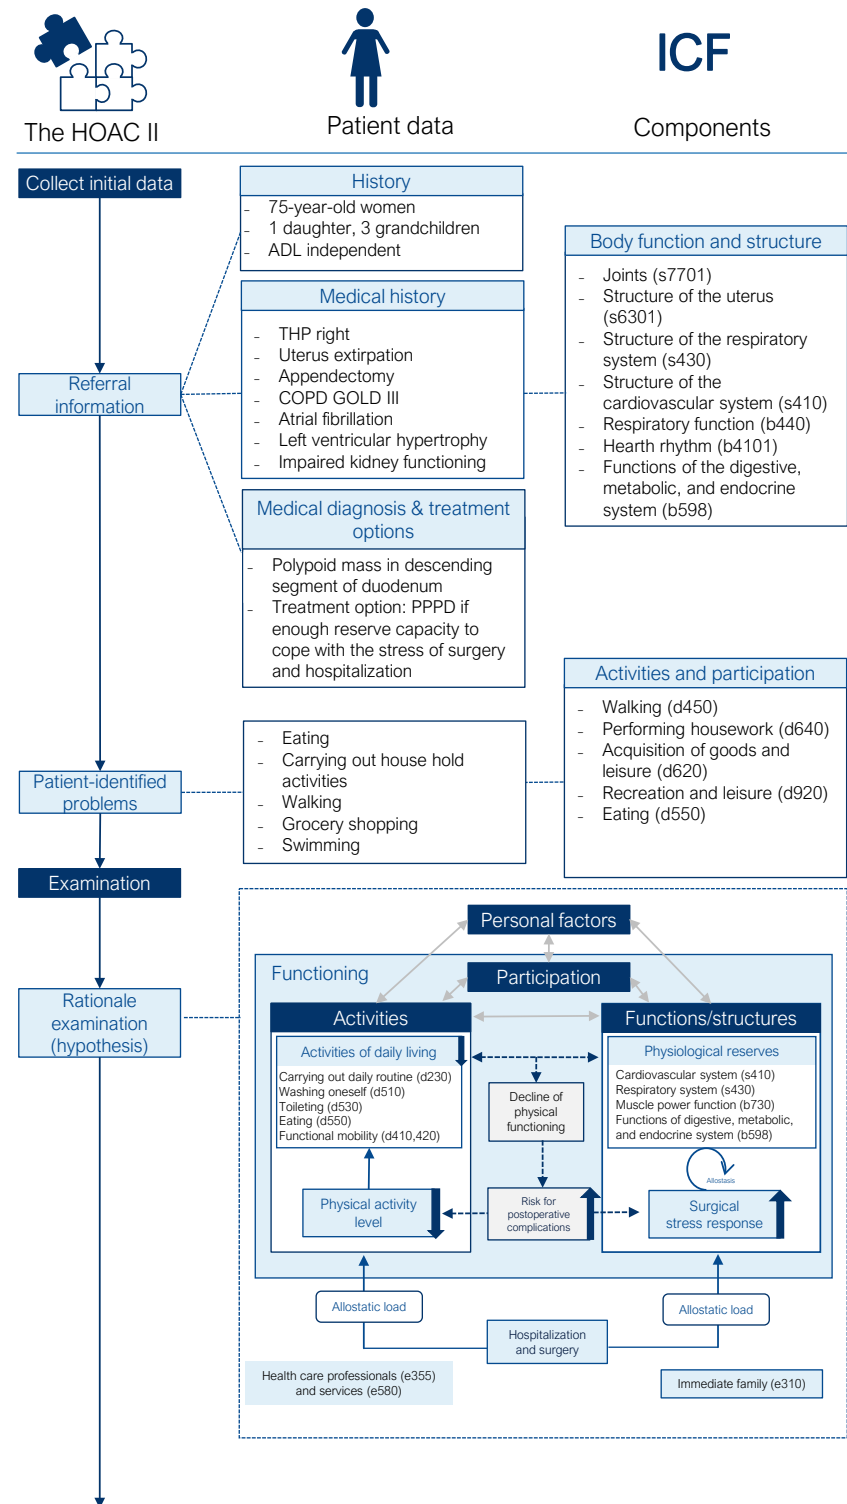 ICF
The HOAC II
Patient data
Components
Collect initial data
History
- 75-year-old women
- 1 daughter, 3 grandchildren
- ADL independent
Medical history
- THP right
- Uterus extirpation
- Appendectomy
- COPD GOLD III
- Atrial fibrillation
- Left ventricular hypertrophy
- Impaired kidney functioning
Body function and structure
- Joints (s7701)
- Structure of the uterus
(s6301)
- Structure of the respiratory
system (s430)
- Structure of the
cardiovascular system (s410)
- Respiratory function (b440)
- Hearth rhythm (b4101)
- Functions of the digestive,
metabolic, and endocrine
system (b598)
Referral
information
Medical diagnosis & treatment
options
- Polypoid mass in descending
segment of duodenum
- Treatment option: PPPD if
enough reserve capacity to
cope with the stress of surgery
and hospitalization
Activities and participation
- Walking (d450)
- Performing housework (d640)
- Acquisition of goods and
leisure (d620)
- Recreation and leisure (d920)
- Eating (d550)
Patient-identified
problems
- Eating
- Carrying out house hold
activities
- Walking
- Grocery shopping
- Swimming
Examination
Rationale
examination
(hypothesis)
Personal factors
Functioning
Participation
Activities
Functions/structures
Activities of daily living
Carrying out daily routine (d230)
Washing oneself (d510)
Toileting (d530)
Eating (d550)
Functional mobility (d410,420)
Decline of
physical
functioning
Physiological reserves
Cardiovascular system (s410)
Respiratory system (s430)
Muscle power function (b730)
Functions of digestive, metabolic,
and endocrine system (b598)
Allostasis
Physical activity
level
Risk for
postoperative
complications
Surgical
stress response
Allostatic load
Allostatic load
Hospitalization
and surgery
Health care professionals (e355)
and services (e580)
Immediate family (e310)